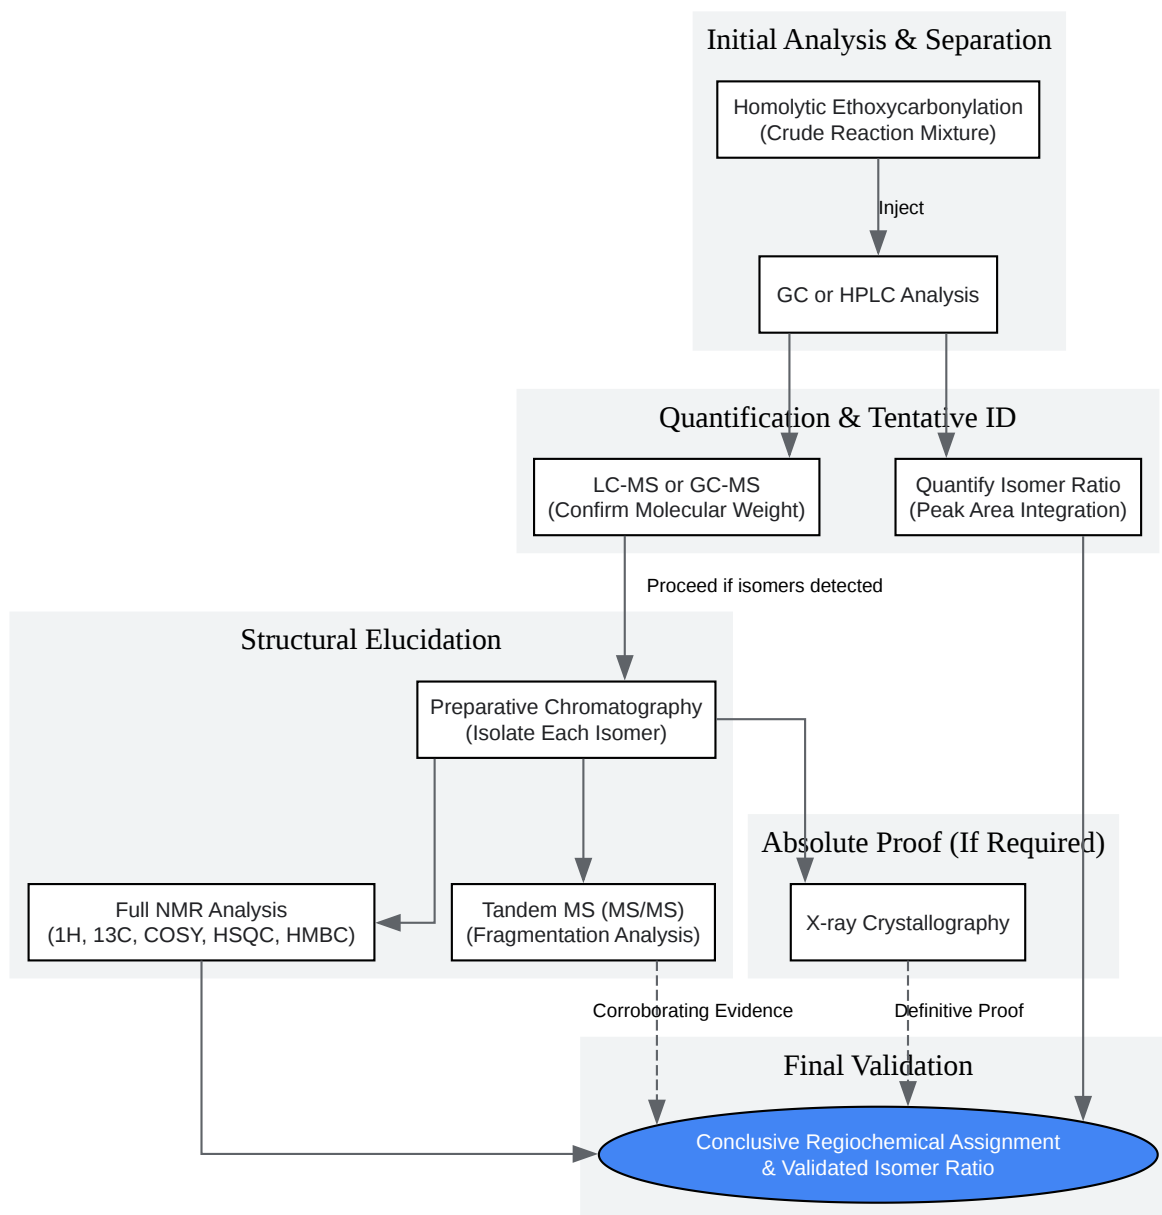 Initial Analysis & Separation
Homolytic Ethoxycarbonylation
(Crude Reaction Mixture)
Inject
GC or HPLC Analysis
Quantification & Tentative ID
LC-MS or GC-MS
(Confirm Molecular Weight)
Quantify Isomer Ratio
(Peak Area Integration)
Proceed if isomers detected
Structural Elucidation
Preparative Chromatography
(Isolate Each Isomer)
Absolute Proof (If Required)
Full NMR Analysis
(1H, 13C, COSY, HSQC, HMBC)
Tandem MS (MS/MS)
(Fragmentation Analysis)
X-ray Crystallography
Corroborating Evidence
Definitive Proof
Final Validation
Conclusive Regiochemical Assignment
& Validated Isomer Ratio